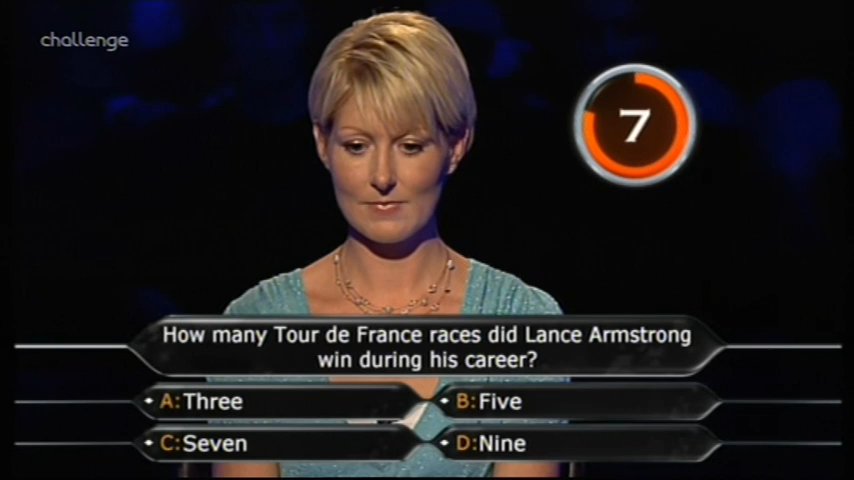 challenge
7
How many Tour de France races did Lance Armstrong
win during his career?
A:Three
B:Five
C:Seven
D:Nine